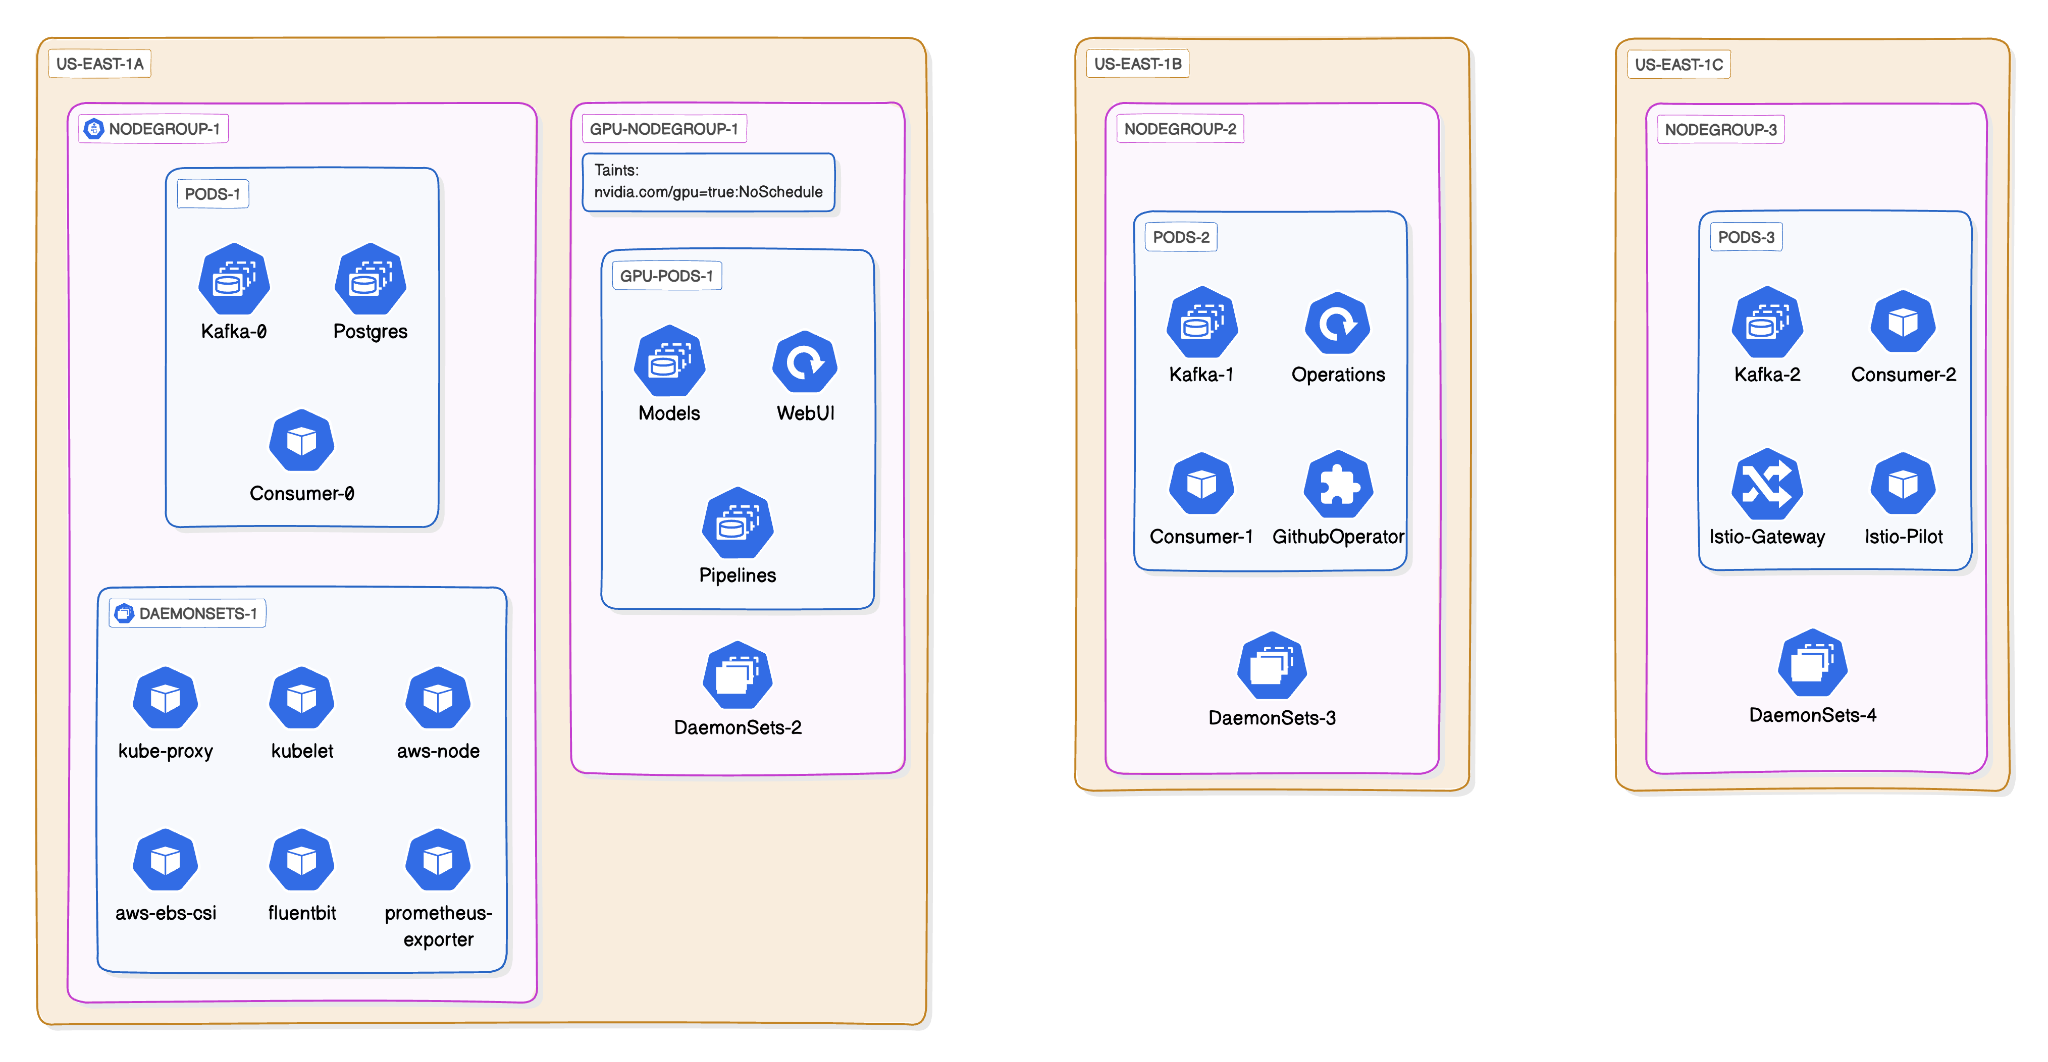 US-EAST-1A
NODEGROUP-1
PODS-1
Kafka-0
Postgres
Consumer-0
DAEMONSETS-1
kube-proxy
kubelet
aws-node
aws-ebs-csi
fluentbit
prometheus-
exporter
GPU-NODEGROUP-1
Taints:
nvidia.com/gpu=true:NoSchedule
GPU-PODS-1
Models
WebUI
Pipelines
DaemonSets-2
US-EAST-1B
NODEGROUP-2
PODS-2
Kafka-1
Operations
Consumer-1
GithubOperator
DaemonSets-3
US-EAST-1C
NODEGROUP-3
PODS-3
Kafka-2
Consumer-2
Istio-Gateway
Istio-Pilot
DaemonSets-4